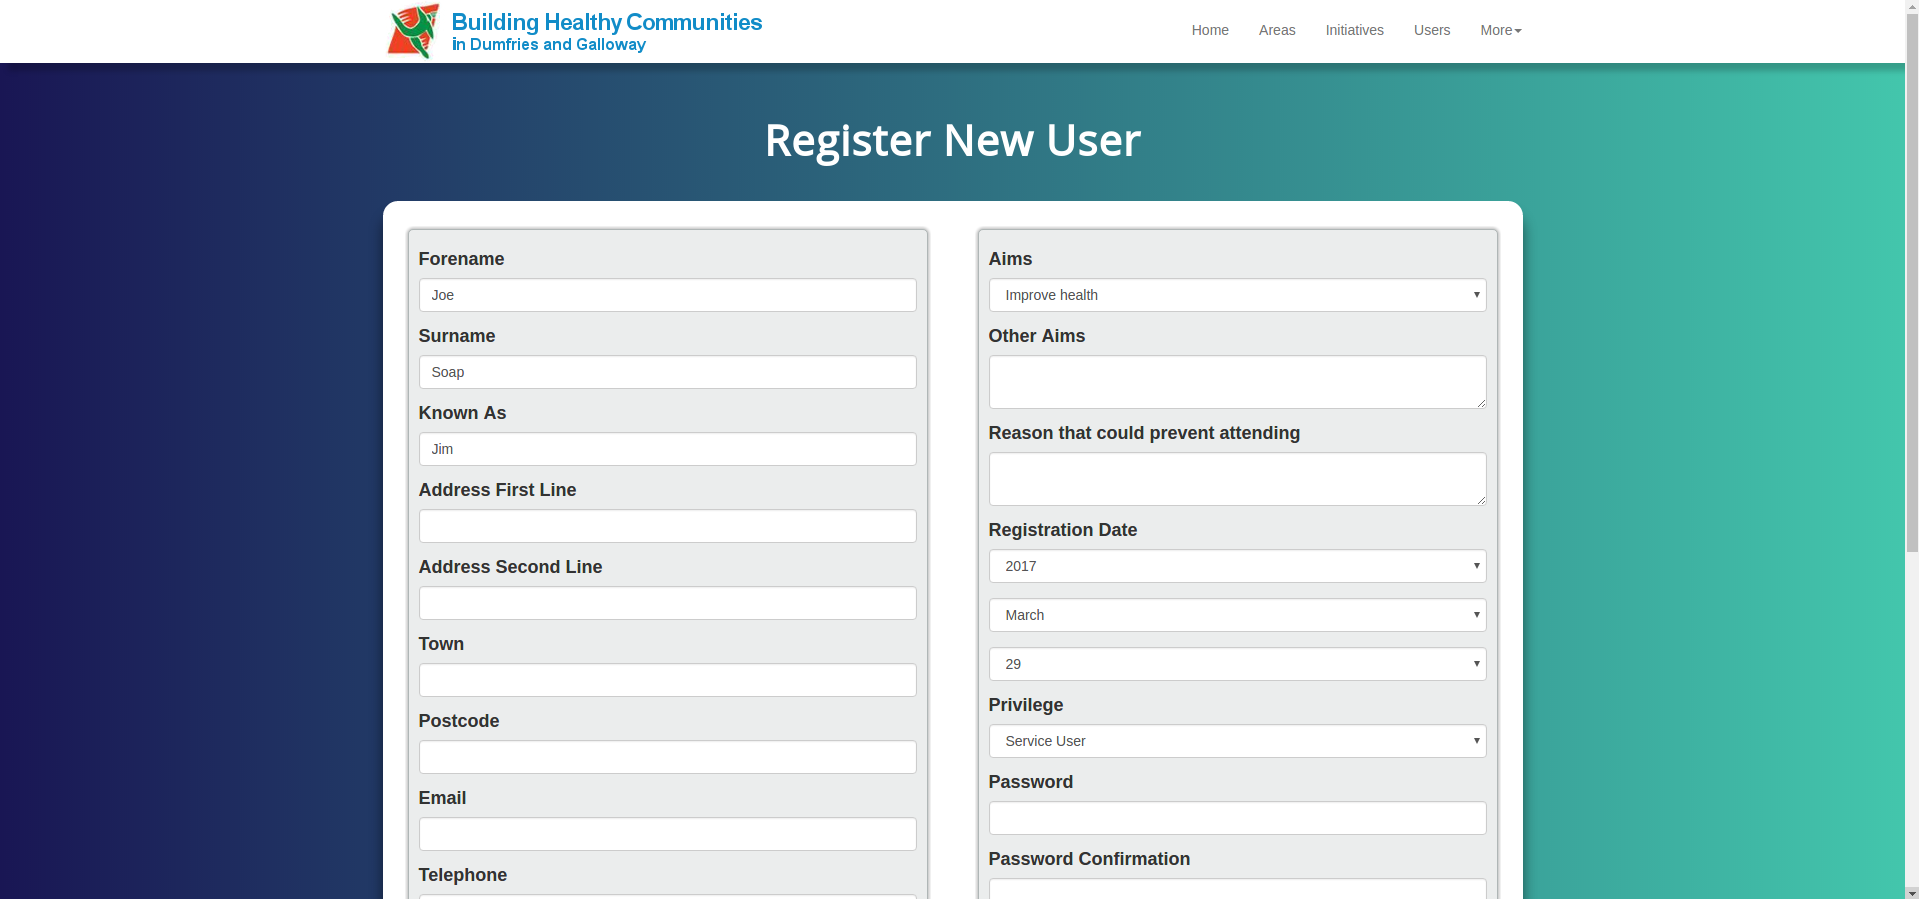 Building Healthy Communities
in Dumfries and Galloway
Home Areas Initiatives Users More
Register New User
Forename
Joe
Surname
Soap
Known As
Jim
Address First Line
Address Second Line
Town
Postcode
Email
Telephone
Aims
Improve health
Other Aims
Reason that could prevent attending
Registration Date
2017
March
29
Privilege
Service User
Password
Password Confirmation